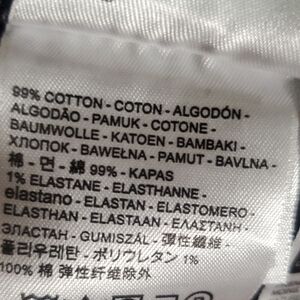 99% COTTON - COTON - ALGODÓN -
ALGODÃO - PAMUK - COTONE -
BAUMWOLLE - KATOEN - BAMBAKI -
ХЛОПОК - BAWEŁNA - PAMUT - BAVLNA -
棉 - 면 - 綿 99% - KAPAS
1% ELASTANE - ELASTHANNE -
elastano - ELASTAN - ELASTOMERO -
ELASTHAN - ELASTAAN - ΕΛΑΣΤΑΝΗ -
ЭЛАСТАН - GUMISZÁL - 弾性纖維 -
폴리우레탄 - ポリウレタン 1%
100% 棉 弹性纤维除外